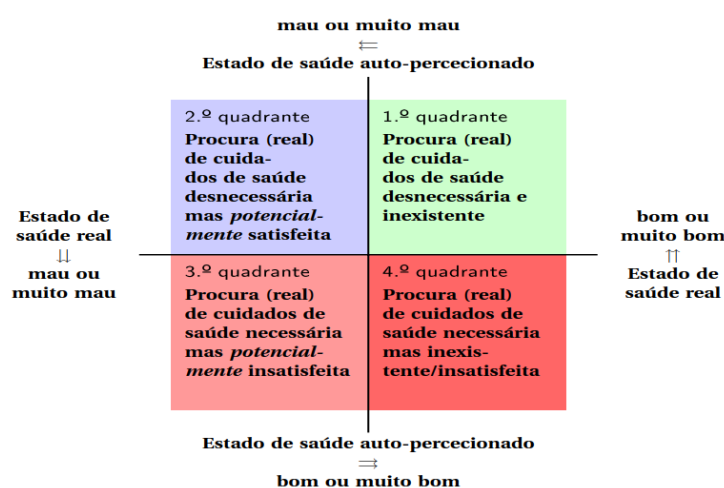 mau ou muito mau
⇐
Estado de saúde auto-percecionado
2.º quadrante
Procura (real)
de cuida-
dos de saúde
desnecessária
mas potencial-
mente satisfeita
1.º quadrante
Procura (real)
de cuida-
dos de saúde
desnecessária e
inexistente
Estado de
saúde real
⇓
mau ou
muito mau
bom ou
muito bom
⇑
Estado de
saúde real
3.º quadrante
Procura (real)
de cuidados de
saúde necessária
mas potencial-
mente insatisfeita
4.º quadrante
Procura (real)
de cuidados de
saúde necessária
mas inexis-
tente/insatisfeita
Estado de saúde auto-percecionado
⇒
bom ou muito bom